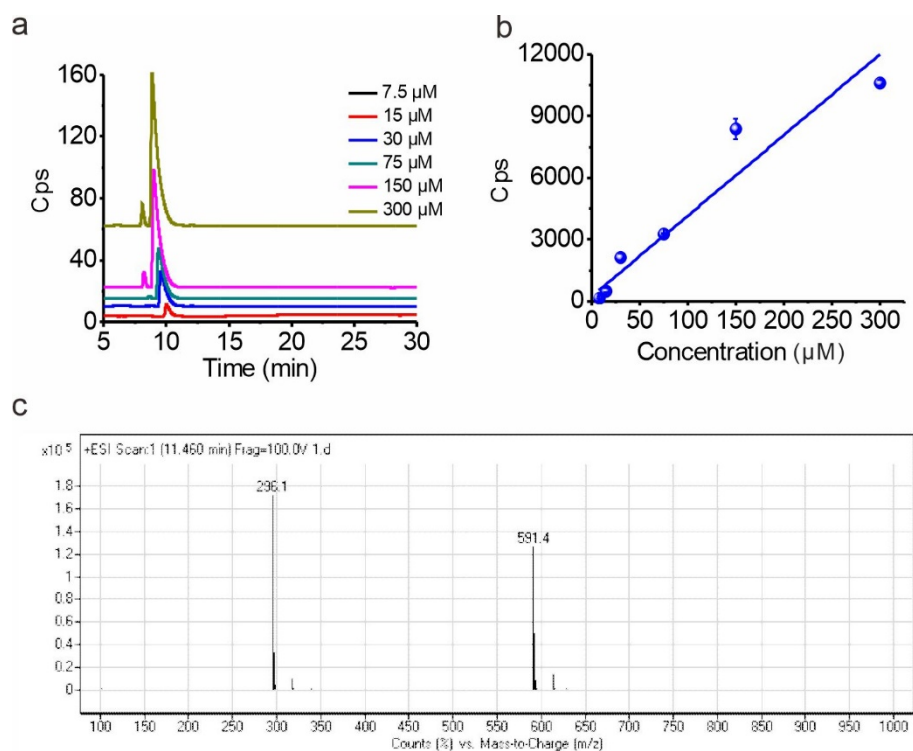 a
160
120
80
40
0
Cps
5 10 15 20 25 30
Time (min)
7.5 µM
15 µM
30 µM
75 µM
150 µM
300 µM
b
12000
9000
6000
3000
0
Cps
0 50 100 150 200 250 300
Concentration (µM)
c
x10 5 +ESI Scan:1 (11.460 min) Frag=100.0V 1.d
1.8
1.6
1.4
1.2
1
0.8
0.6
0.4
0.2
0
296.1
591.4
100 150 200 250 300 350 400 450 500 550 600 650 700 750 800 850 900 950 1000
Counts (%) vs. Mass-to-Charge (m/z)